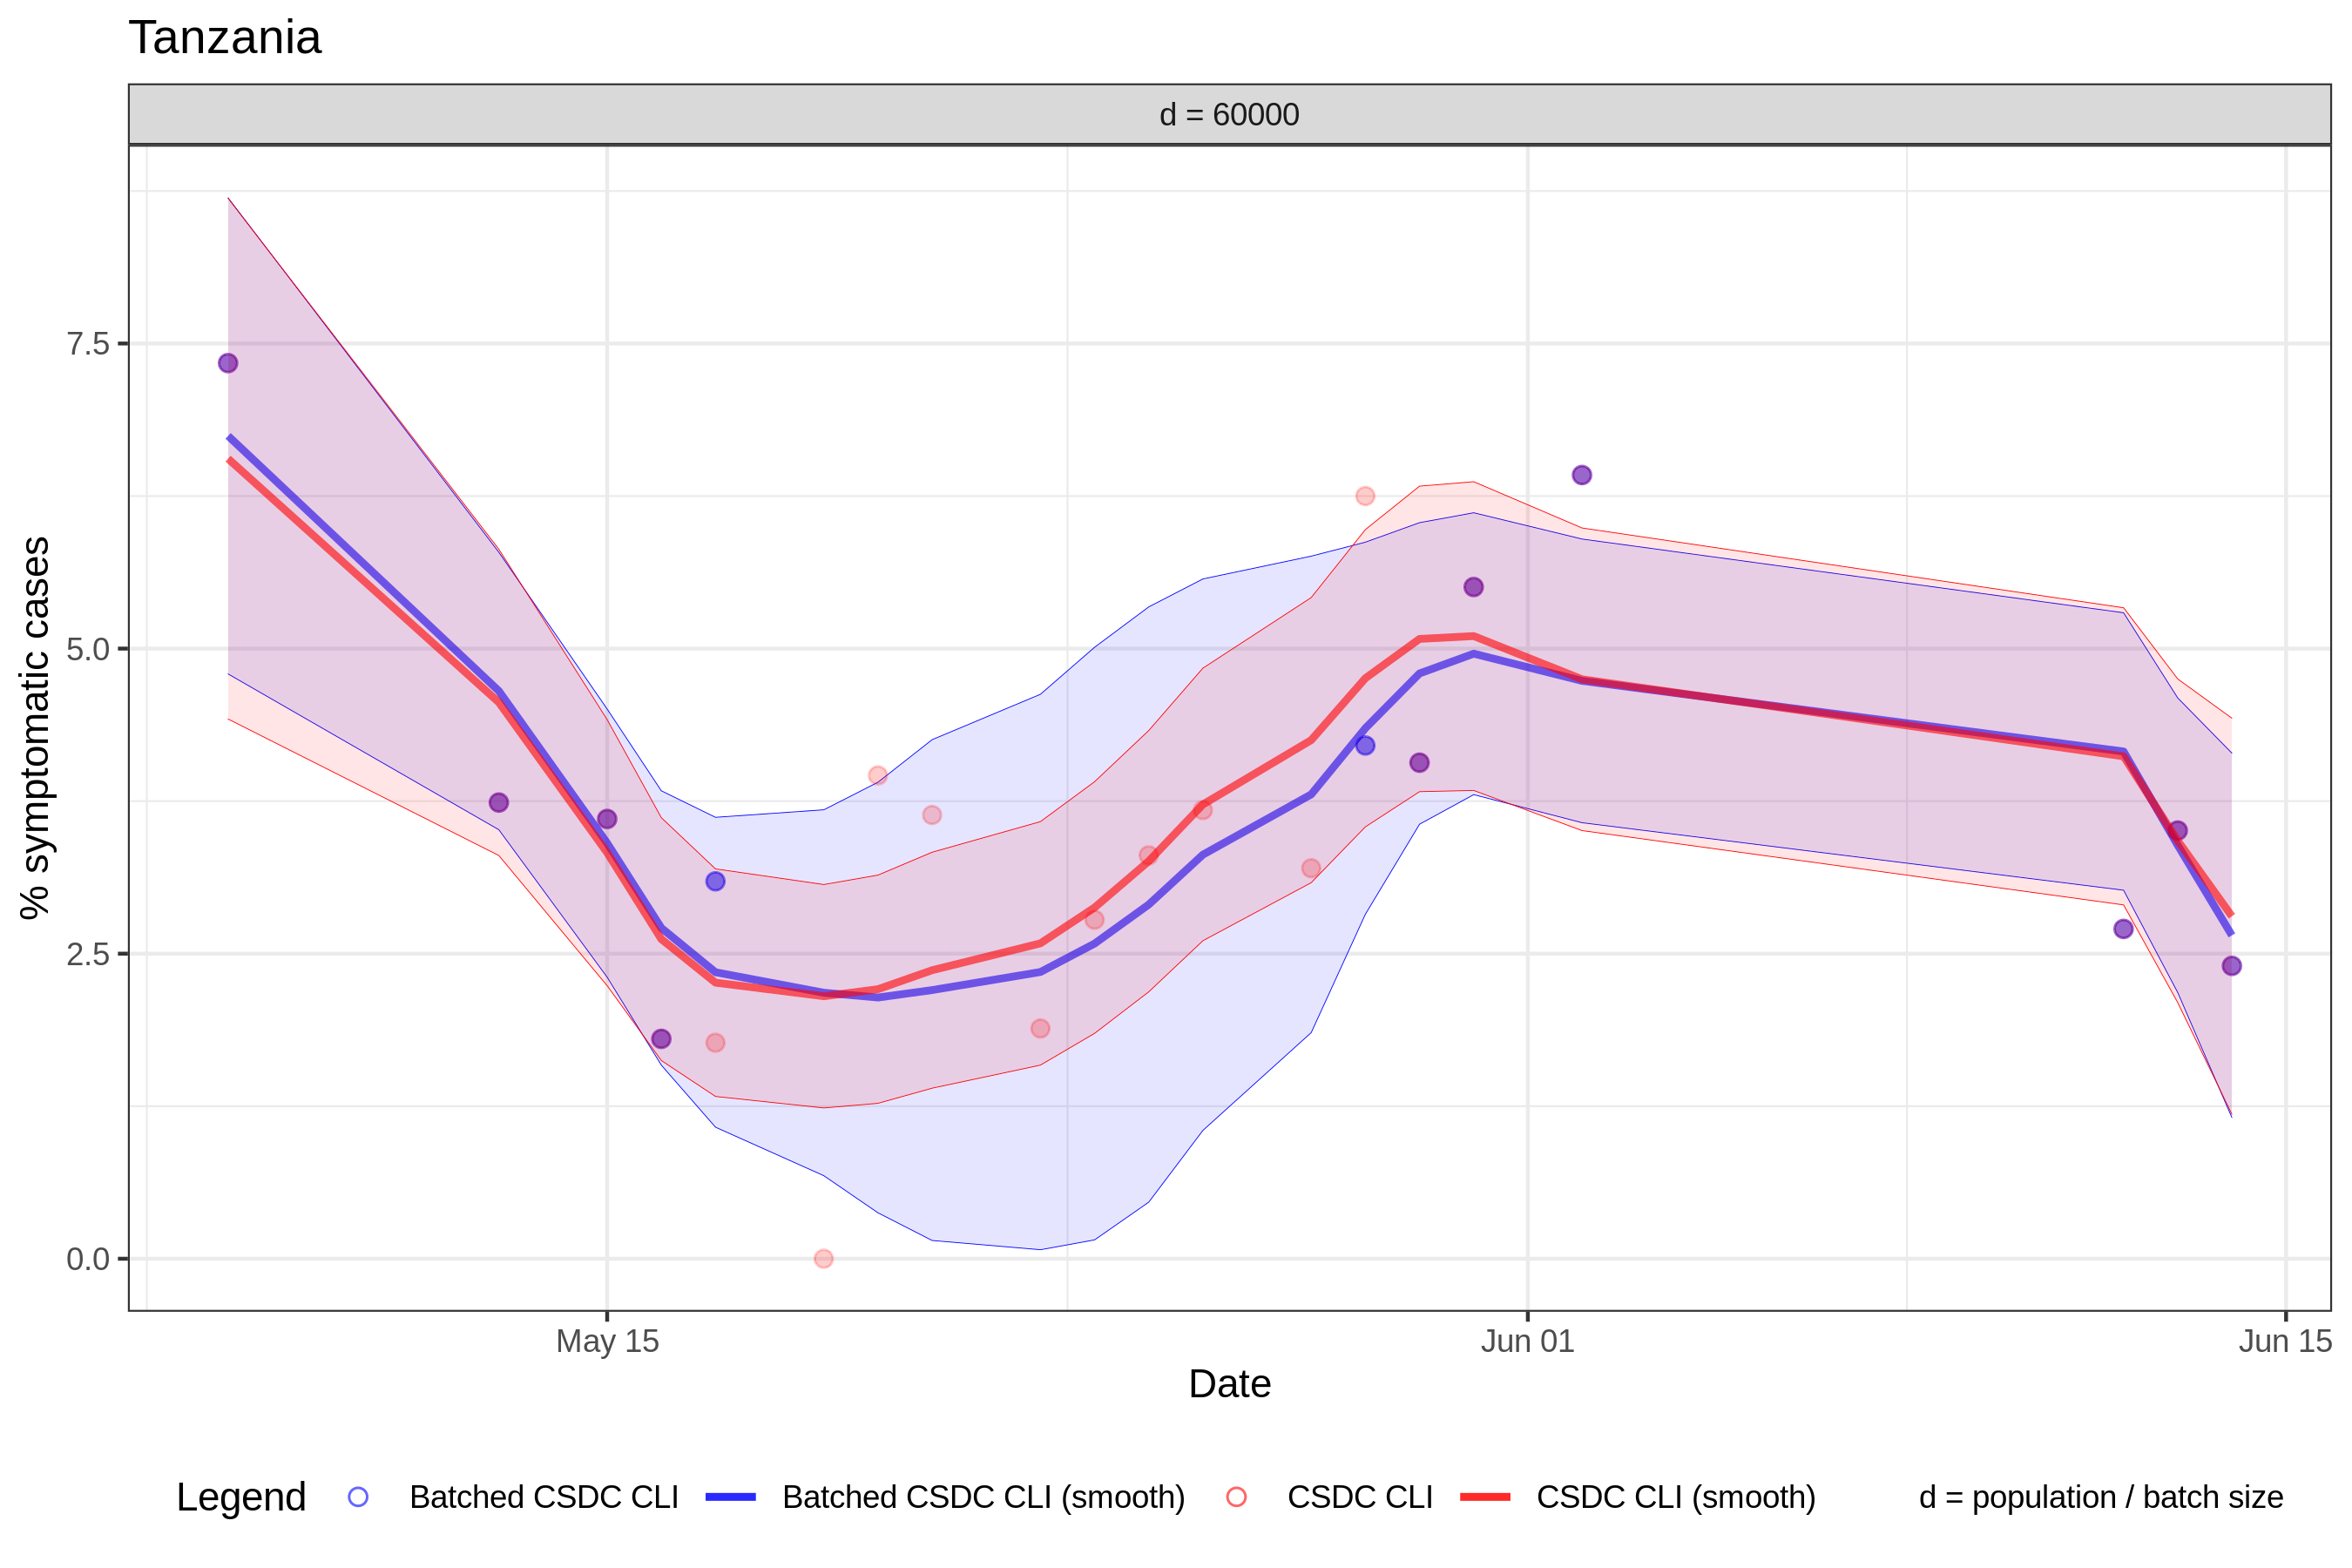 Tanzania
d = 60000
% symptomatic cases
7.5
5.0
2.5
0.0
May 15
Jun 01
Jun 15
Date
Legend
Batched CSDC CLI
Batched CSDC CLI (smooth)
CSDC CLI
CSDC CLI (smooth)
d = population / batch size